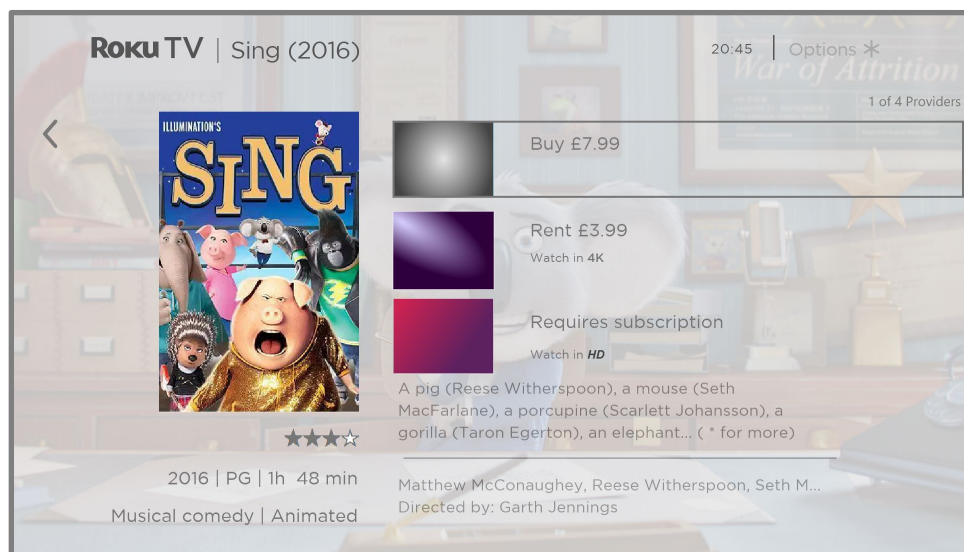 Roku TV | Sing (2016)
20:45 | Options *
War of Attrition
1 of 4 Providers
ILLUMINATION'S
SING
Buy £7.99
Rent £3.99
Watch in 4K
Requires subscription
Watch in HD
A pig (Reese Witherspoon), a mouse (Seth
MacFarlane), a porcupine (Scarlett Johansson), a
gorilla (Taron Egerton), an elephant... ( * for more)
2016 | PG | 1h 48 min
Musical comedy | Animated
Matthew McConaughey, Reese Witherspoon, Seth M...
Directed by: Garth Jennings